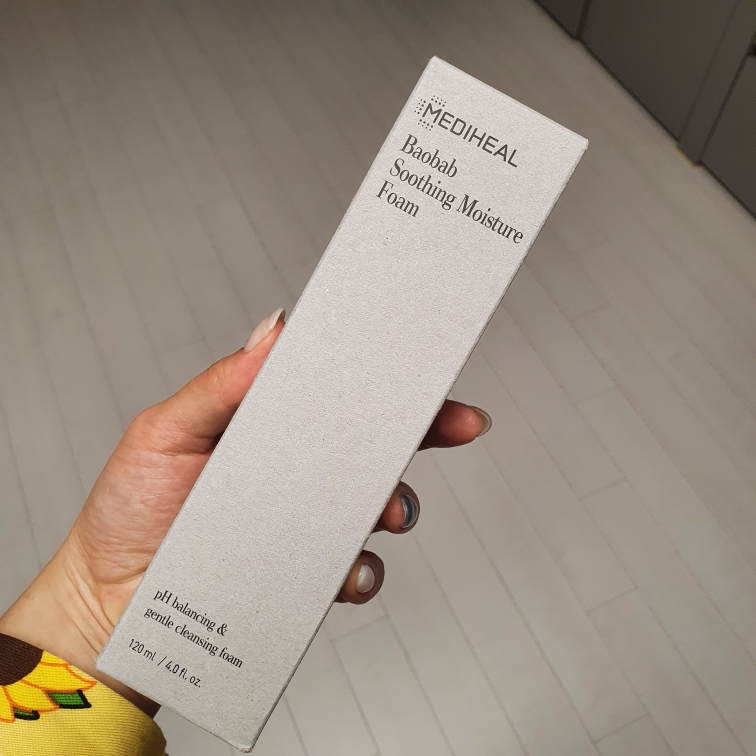 MEDIHEAL
Baobab
Soothing Moisture
Foam
pH balancing &
gentle cleansing foam
120 ml / 4.0 fl. oz.